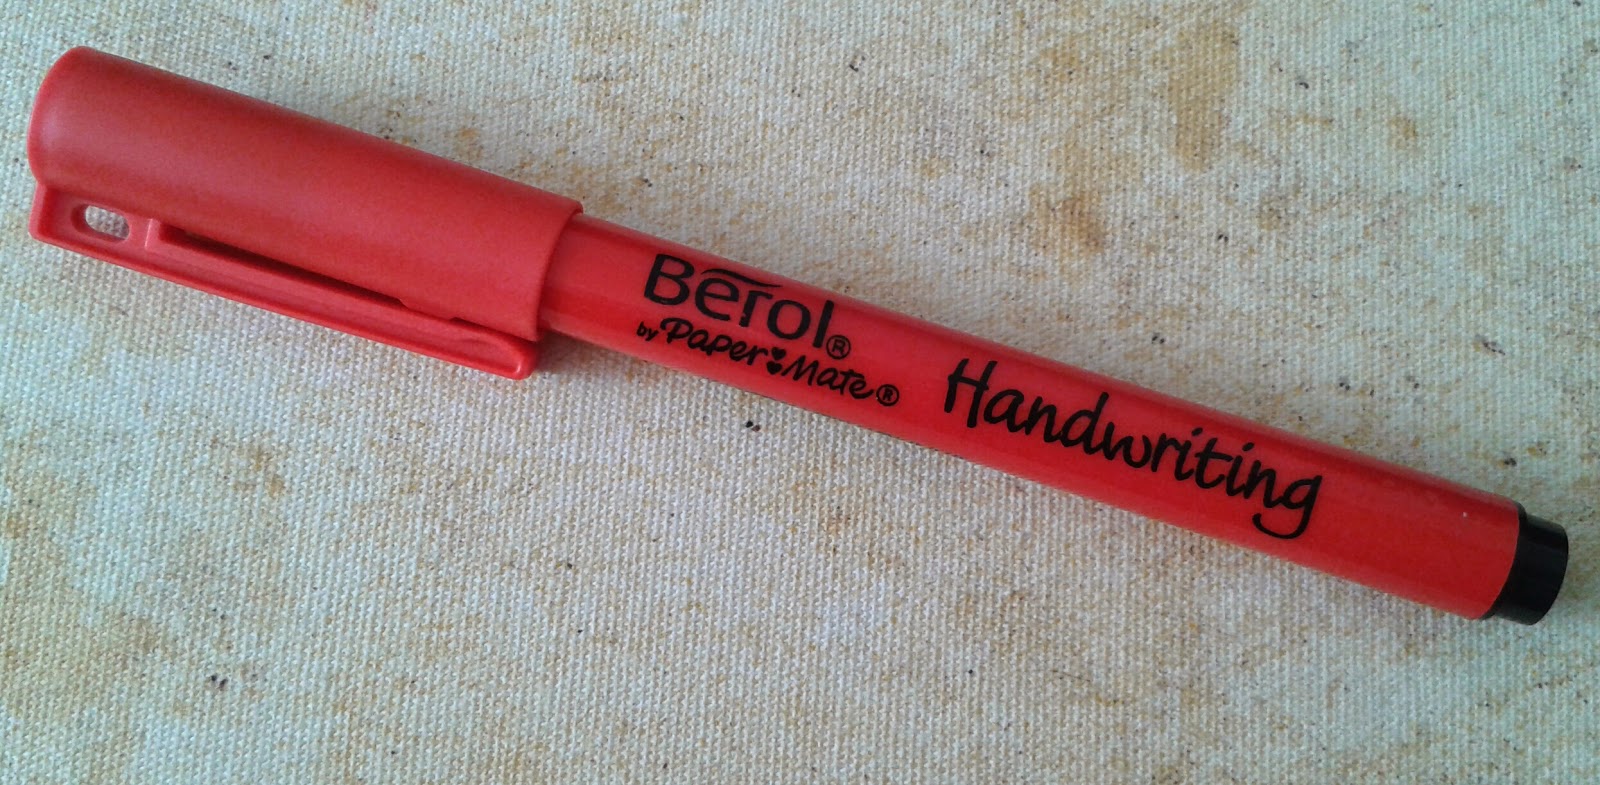 Berol®
by Paper Mate®
Handwriting